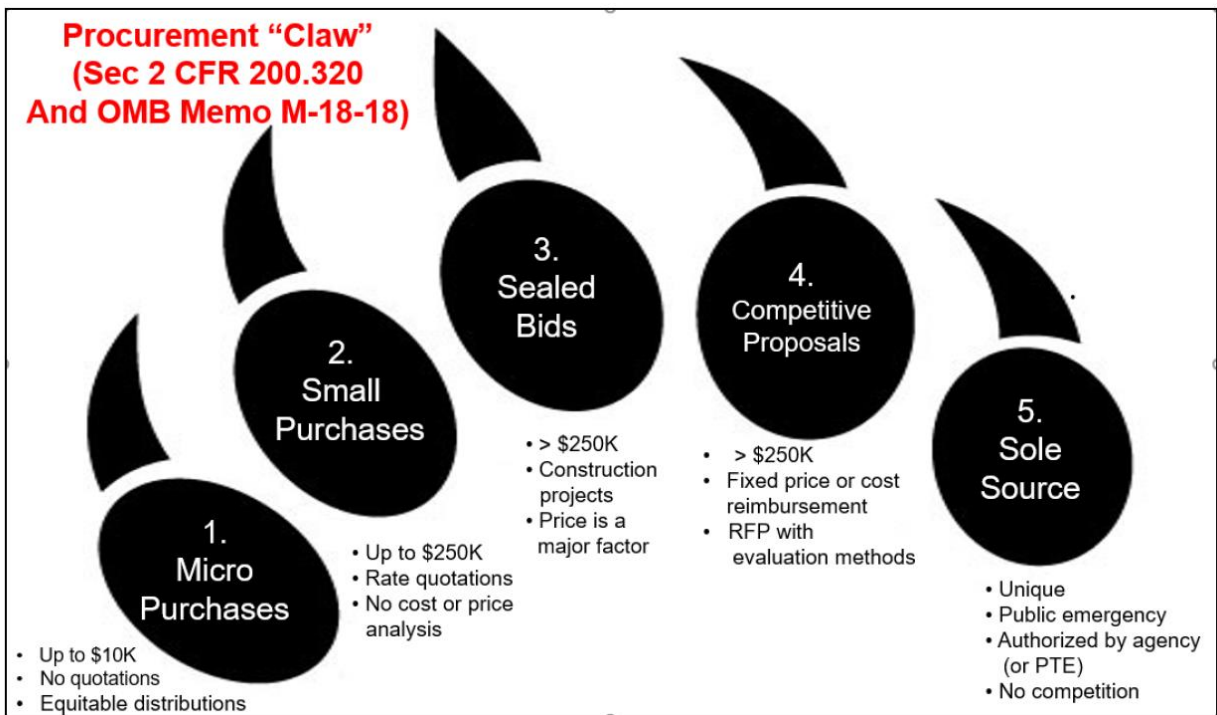 Procurement “Claw”
(Sec 2 CFR 200.320
And OMB Memo M-18-18)
1.
Micro
Purchases
• Up to $10K
• No quotations
• Equitable distributions
2.
Small
Purchases
• Up to $250K
• Rate quotations
• No cost or price
analysis
3.
Sealed
Bids
• > $250K
• Construction
projects
• Price is a
major factor
4.
Competitive
Proposals
• > $250K
• Fixed price or cost
reimbursement
• RFP with
evaluation methods
5.
Sole
Source
• Unique
• Public emergency
• Authorized by agency
(or PTE)
• No competition